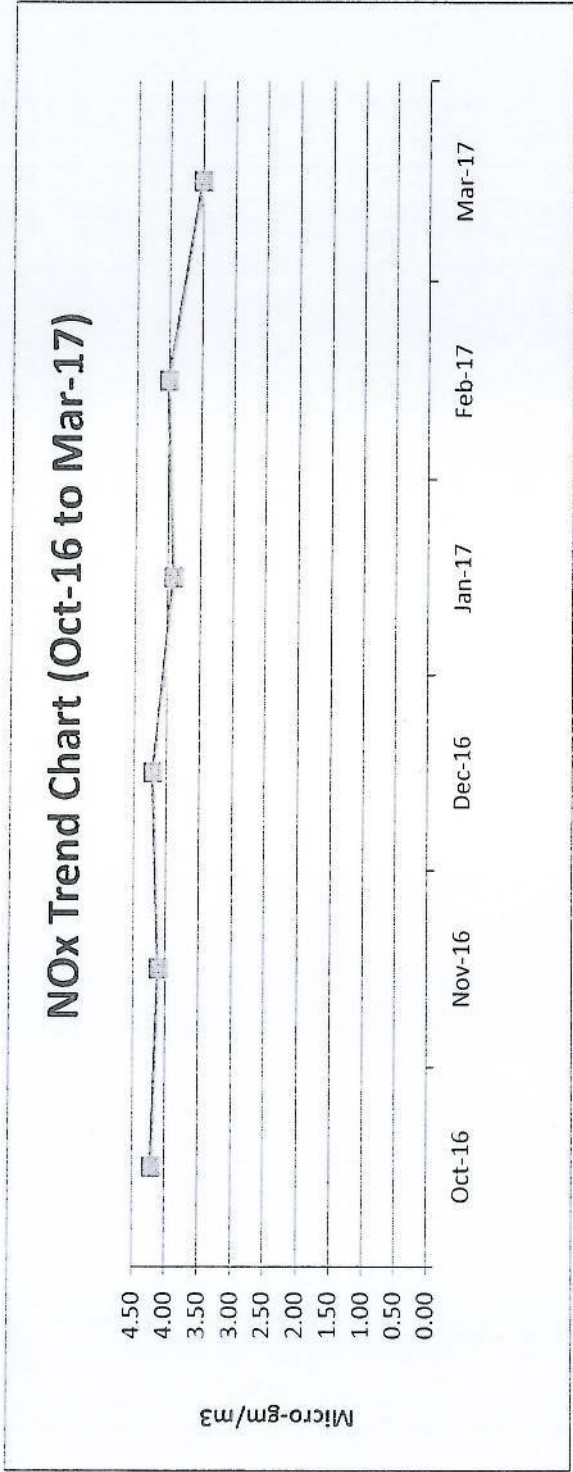 NOx Trend Chart (Oct-16 to Mar-17)
Micro-gm/m3
4.50
4.00
3.50
3.00
2.50
2.00
1.50
1.00
0.50
0.00
Oct-16
Nov-16
Dec-16
Jan-17
Feb-17
Mar-17